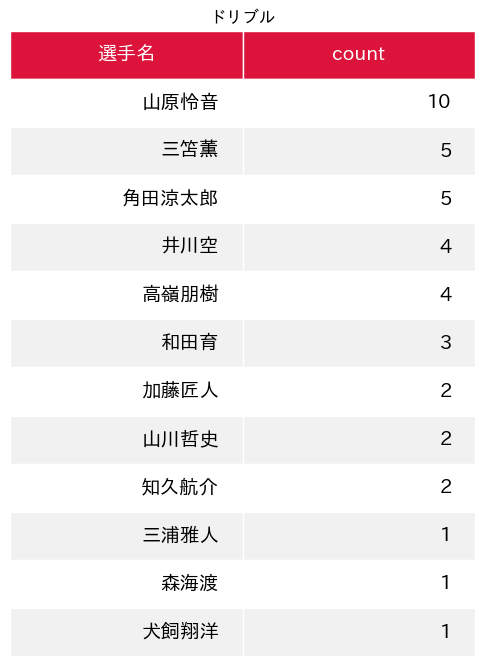 ドリブル
選手名 count
山原怜音 10
三笘薫 5
角田涼太郎 5
井川空 4
高嶺朋樹 4
和田育 3
加藤匠人 2
山川哲史 2
知久航介 2
三浦雅人 1
森海渡 1
犬飼翔洋 1